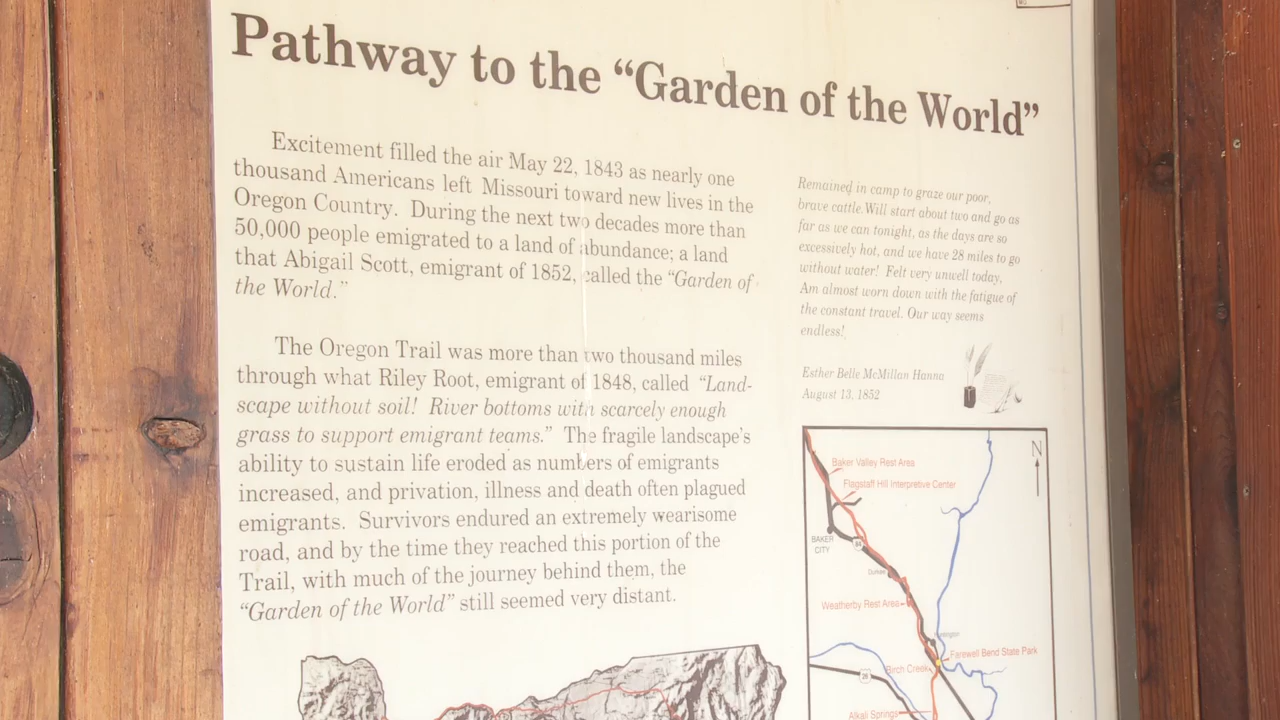 Pathway to the “Garden of the World”
Excitement filled the air May 22, 1843 as nearly one
thousand Americans left Missouri toward new lives in the
Oregon Country. During the next two decades more than
50,000 people emigrated to a land of abundance; a land
that Abigail Scott, emigrant of 1852, called the “Garden of
the World.”
The Oregon Trail was more than two thousand miles
through what Riley Root, emigrant of 1848, called “Land-
scape without soil! River bottoms with scarcely enough
grass to support emigrant teams.” The fragile landscape’s
ability to sustain life eroded as numbers of emigrants
increased, and privation, illness and death often plagued
emigrants. Survivors endured an extremely wearisome
road, and by the time they reached this portion of the
Trail, with much of the journey behind them, the
“Garden of the World” still seemed very distant.
Remained in camp to graze our poor,
brave cattle. Will start about two and go as
far as we can tonight, as the days are so
excessively hot, and we have 28 miles to go
without water! Felt very unwell today,
Am almost worn down with the fatigue of
the constant travel. Our way seems
endless!
Esther Belle McMillan Hanna
August 13, 1852
N
Baker Valley Rest Area
Flagstaff Hill Interpretive Center
BAKER
CITY
Durkee
Weatherby Rest Area
Farewell Bend State Park
Birch Creek
26
Alkali Springs